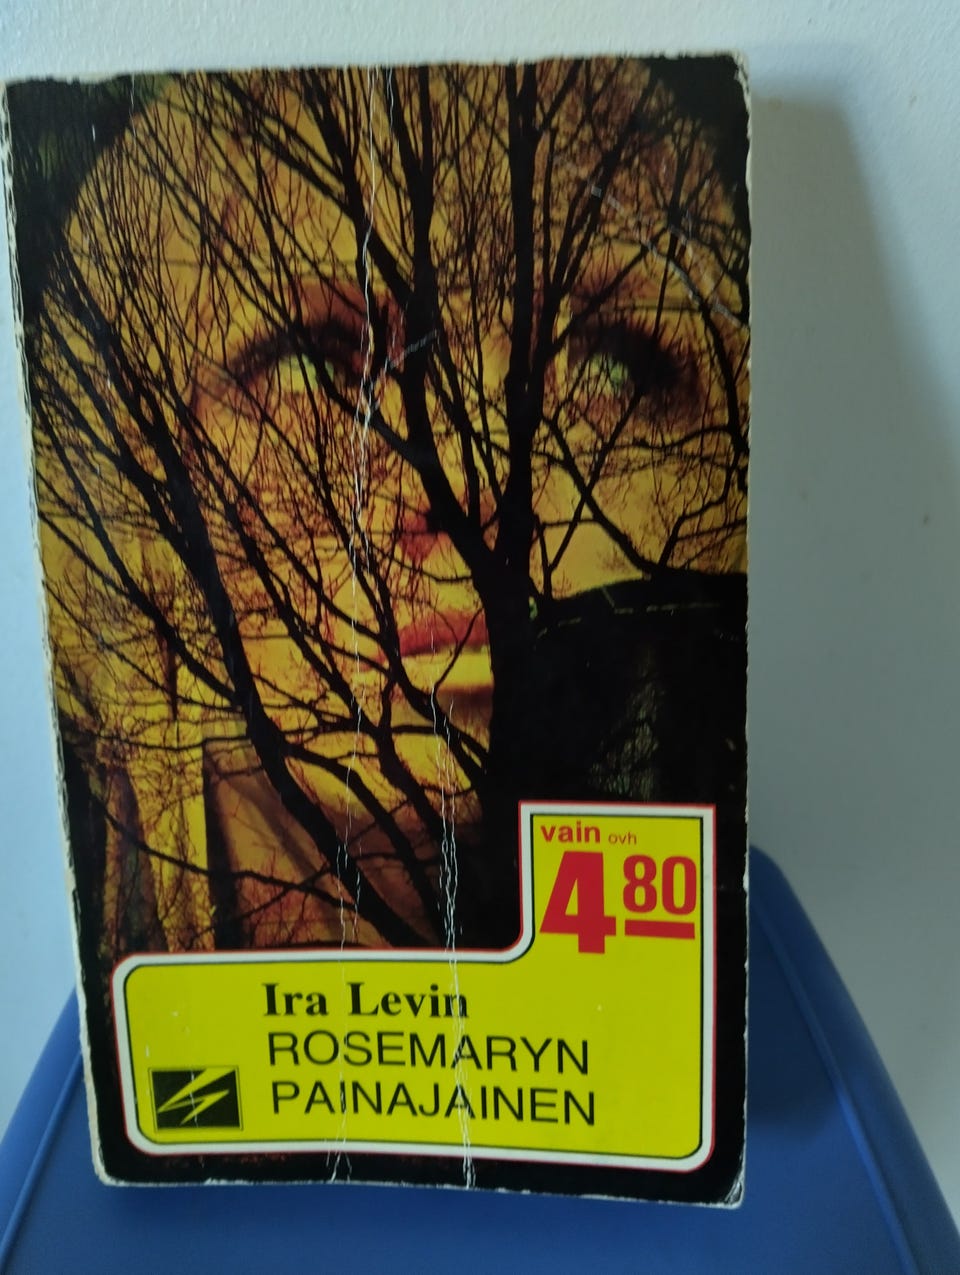 vain ovh
4 80
Ira Levin
ROSEMARYN
PAINAJAINEN